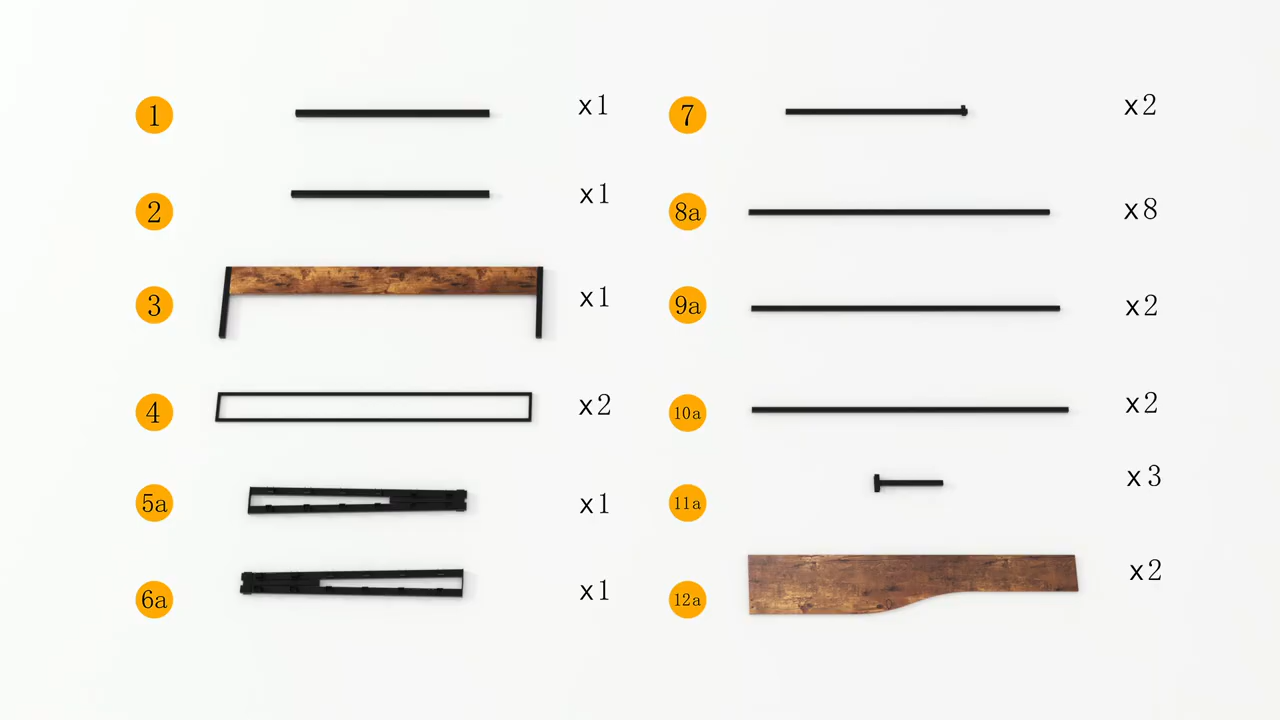 1 x1
2 x1
3 x1
4 x2
5a x1
6a x1
7 x2
8a x8
9a x2
10a x2
11a x3
12a x2